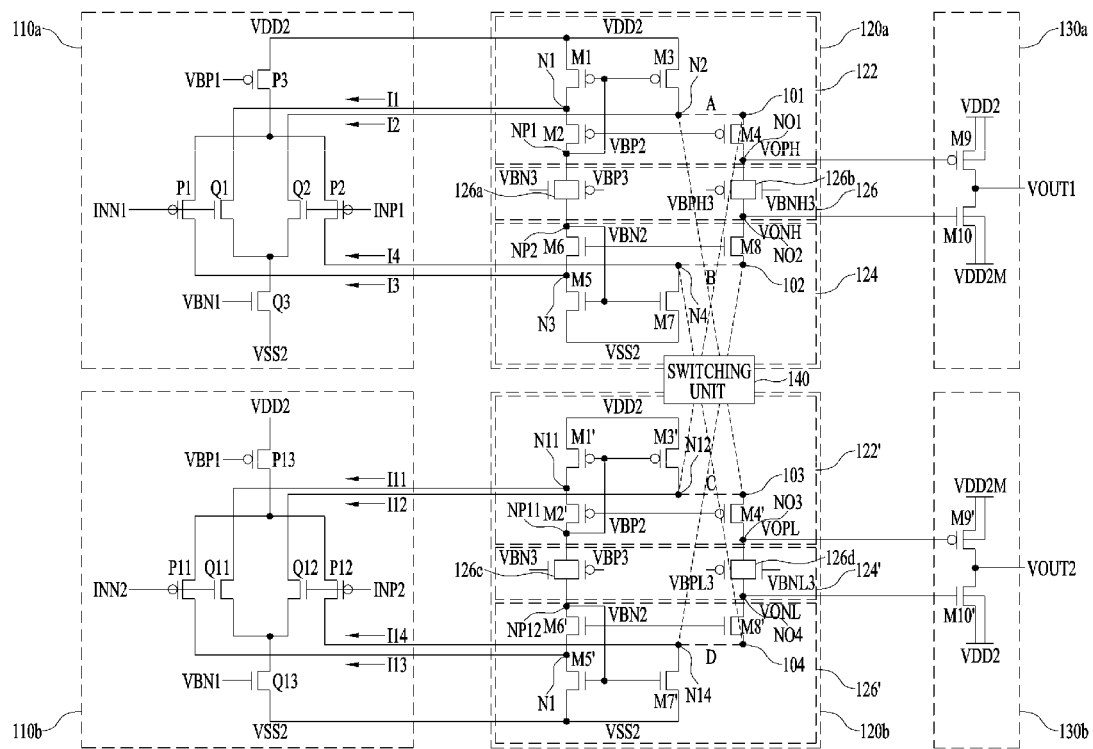 110a
VDD2
VBP1
P3
I1
I2
P1
Q1
Q2
P2
INN1
INP1
I4
I3
VBN1
Q3
VSS2
VDD2
120a
122
M1
M3
N1
N2
A
101
NP1
M2
VBP2
M4
NO1
VOPH
126a
VBN3
VBP3
VBPH3
VBNH3
126b
126
NP2
M6
VBN2
M8
VONH
NO2
M5
B
102
124
N3
M7
N4
VSS2
SWITCHING
UNIT
140
130a
VDD2
M9
VOUT1
M10
VDD2M
VDD2
VBP1
P13
I11
I12
P11
Q11
Q12
P12
INN2
INP2
I14
I13
VBN1
Q13
VSS2
110b
VDD2
N11
M1'
M3'
N12
122'
C
103
NP11
M2'
VBP2
M4'
NO3
VOPL
VBN3
VBP3
126c
VBPL3
VBNL3
126d
124'
NP12
M6'
VBN2
M8'
VONL
NO4
M5'
D
104
N1
M7'
N14
126'
VSS2
120b
VDD2M
M9'
VOUT2
M10'
VDD2
130b